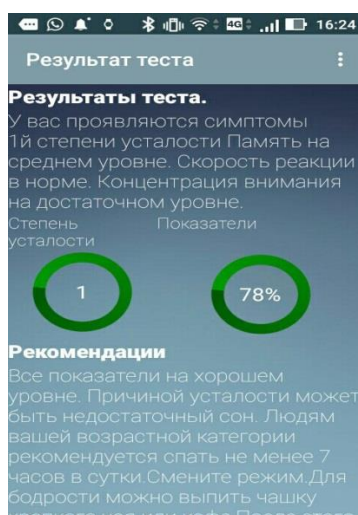 4G 16:24
Результат теста
Результаты теста.
У вас проявляются симптомы
1й степени усталости Память на
среднем уровне. Скорость реакции
в норме. Концентрация внимания
на достаточном уровне.
Степень Показатели
усталости
1 78%
Рекомендации
Все показатели на хорошем
уровне. Причиной усталости может
быть недостаточный сон. Людям
вашей возрастной категории
рекомендуется спать не менее 7
часов в сутки.Смените режим.Для
бодрости можно выпить чашку